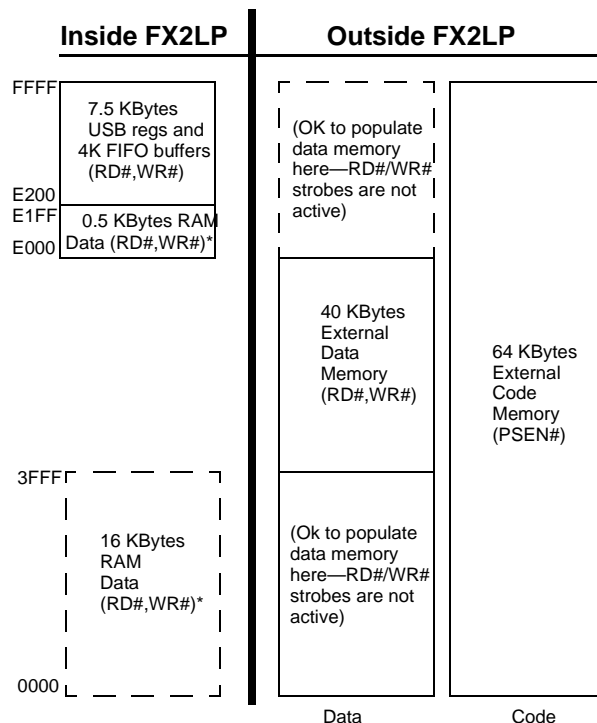 Inside FX2LP
Outside FX2LP
FFFF
7.5 KBytes
USB regs and
4K FIFO buffers
(RD#,WR#)
E200
E1FF
0.5 KBytes RAM
Data (RD#,WR#)*
E000
(OK to populate
data memory
here—RD#/WR#
strobes are not
active)
40 KBytes
External
Data
Memory
(RD#,WR#)
64 KBytes
External
Code
Memory
(PSEN#)
3FFF
16 KBytes
RAM
Data
(RD#,WR#)*
(Ok to populate
data memory
here—RD#/WR#
strobes are not
active)
0000
Data
Code